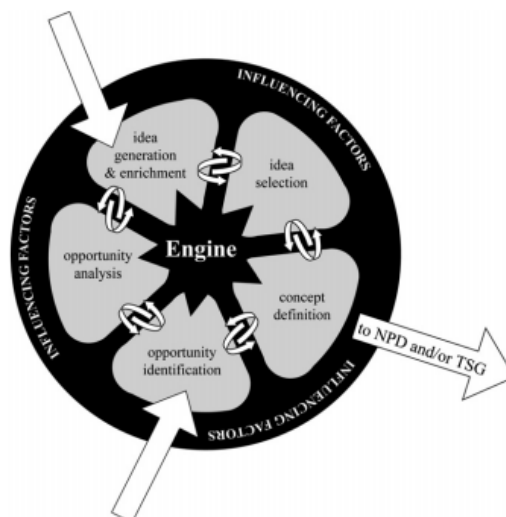 INFLUENCING FACTORS
idea
generation
& enrichment
idea
selection
Engine
opportunity
analysis
concept
definition
opportunity
identification
INFLUENCING FACTORS
INFLUENCING FACTORS
to NPD and/or TSG